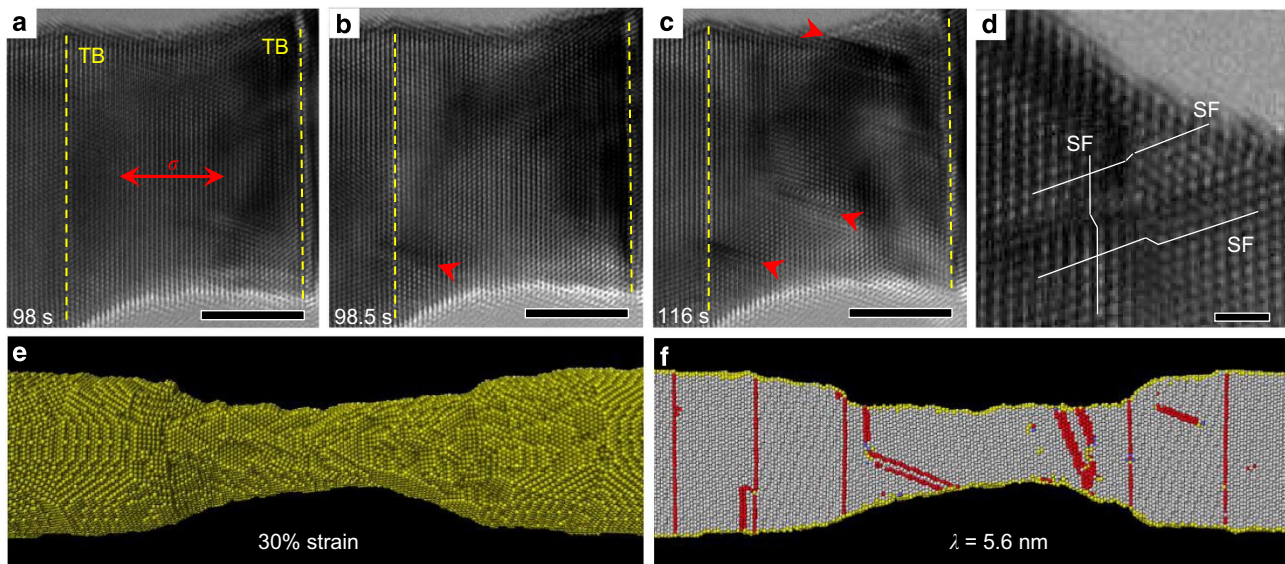 a
TB
TB
σ
98 s
b
98.5 s
c
116 s
d
SF
SF
SF
e
30% strain
f
λ = 5.6 nm